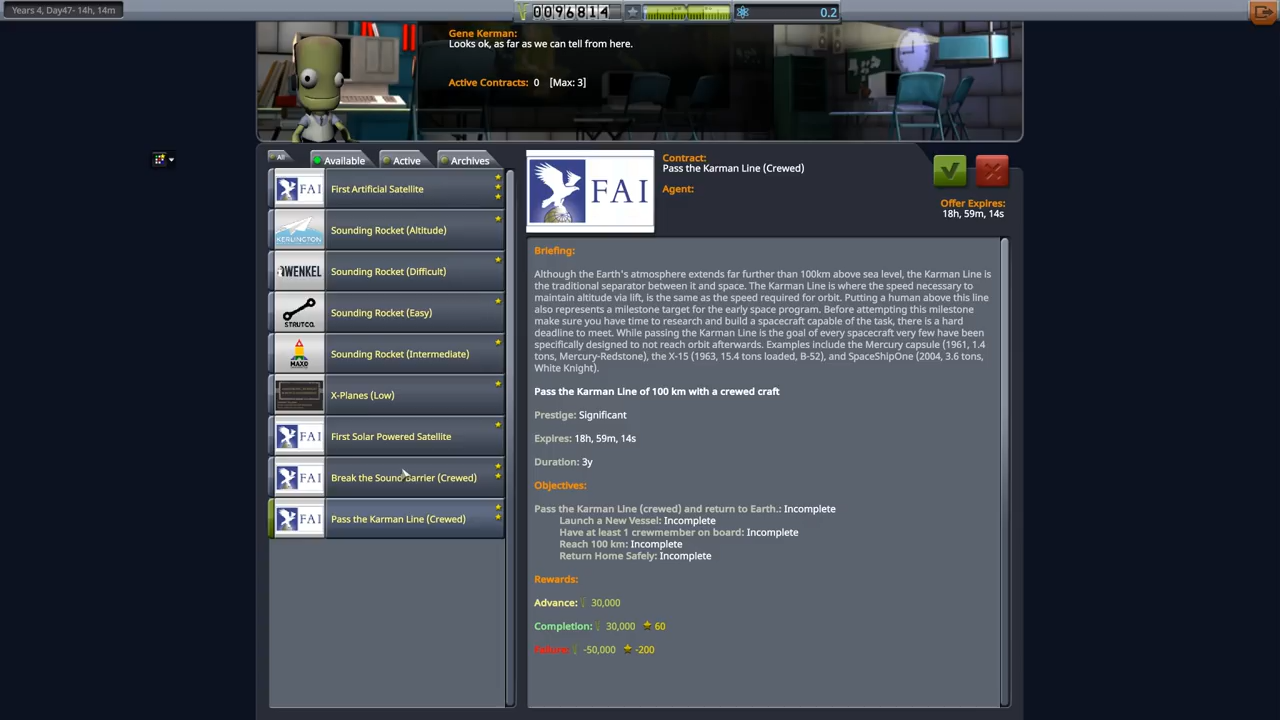 Years 4, Day47- 14h, 14m
0096814
0.2
Gene Kerman:
Looks ok, as far as we can tell from here.
Active Contracts: 0 [Max: 3]
All
Available
Active
Archives
FAI
First Artificial Satellite
KERLINGTON
Sounding Rocket (Altitude)
WENKEL
Sounding Rocket (Difficult)
STRUTCO.
Sounding Rocket (Easy)
MAXO
Sounding Rocket (Intermediate)
X-Planes (Low)
FAI
First Solar Powered Satellite
FAI
Break the Sound Barrier (Crewed)
FAI
Pass the Karman Line (Crewed)
FAI
Contract:
Pass the Karman Line (Crewed)
Agent:
Offer Expires:
18h, 59m, 14s
Briefing:
Although the Earth's atmosphere extends far further than 100km above sea level, the Karman Line is
the traditional separator between it and space. The Karman Line is where the speed necessary to
maintain altitude via lift, is the same as the speed required for orbit. Putting a human above this line
also represents a milestone target for the early space program. Before attempting this milestone
make sure you have time to research and build a spacecraft capable of the task, there is a hard
deadline to meet. While passing the Karman Line is the goal of every spacecraft very few have been
specifically designed to not reach orbit afterwards. Examples include the Mercury capsule (1961, 1.4
tons, Mercury-Redstone), the X-15 (1963, 15.4 tons loaded, B-52), and SpaceShipOne (2004, 3.6 tons,
White Knight).
Pass the Karman Line of 100 km with a crewed craft
Prestige: Significant
Expires: 18h, 59m, 14s
Duration: 3y
Objectives:
Pass the Karman Line (crewed) and return to Earth.: Incomplete
Launch a New Vessel: Incomplete
Have at least 1 crewmember on board: Incomplete
Reach 100 km: Incomplete
Return Home Safely: Incomplete
Rewards:
Advance: 30,000
Completion: 30,000 60
Failure: -50,000 -200